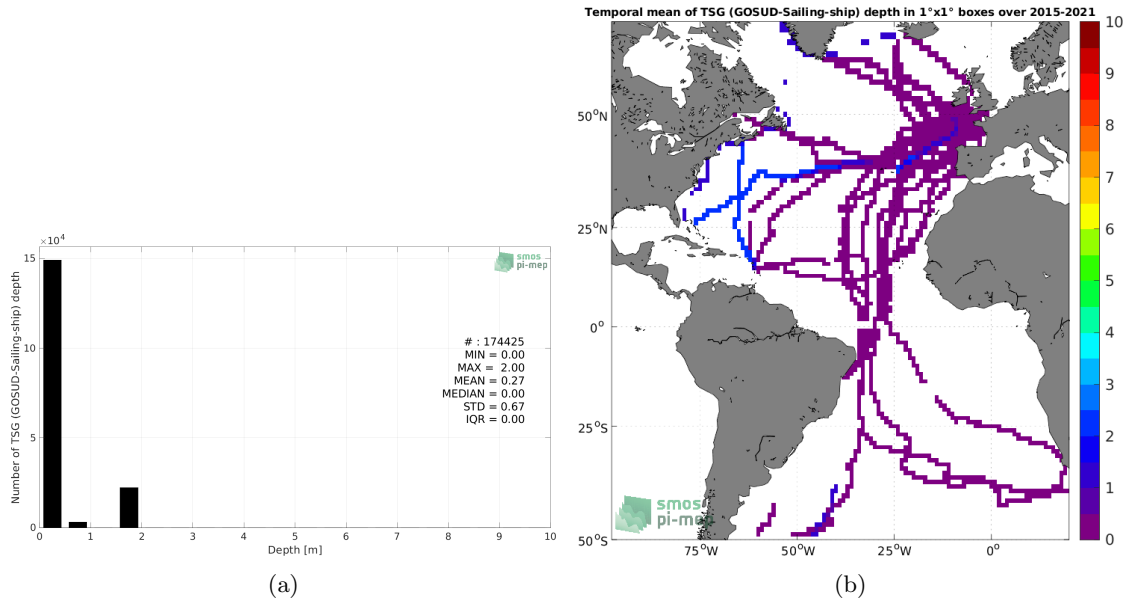 ×10⁴
15
10
5
0
Number of TSG (GOSUD-Sailing-ship) depth
smos
pi-mep
# : 174425
MIN = 0.00
MAX = 2.00
MEAN = 0.27
MEDIAN = 0.00
STD = 0.67
IQR = 0.00
0 1 2 3 4 5 6 7 8 9 10
Depth [m]
(a)
Temporal mean of TSG (GOSUD-Sailing-ship) depth in 1°x1° boxes over 2015-2021
50°N
25°N
0°
25°S
50°S
75°W 50°W 25°W 0°
smos
pi-mep
10
9
8
7
6
5
4
3
2
1
0
(b)